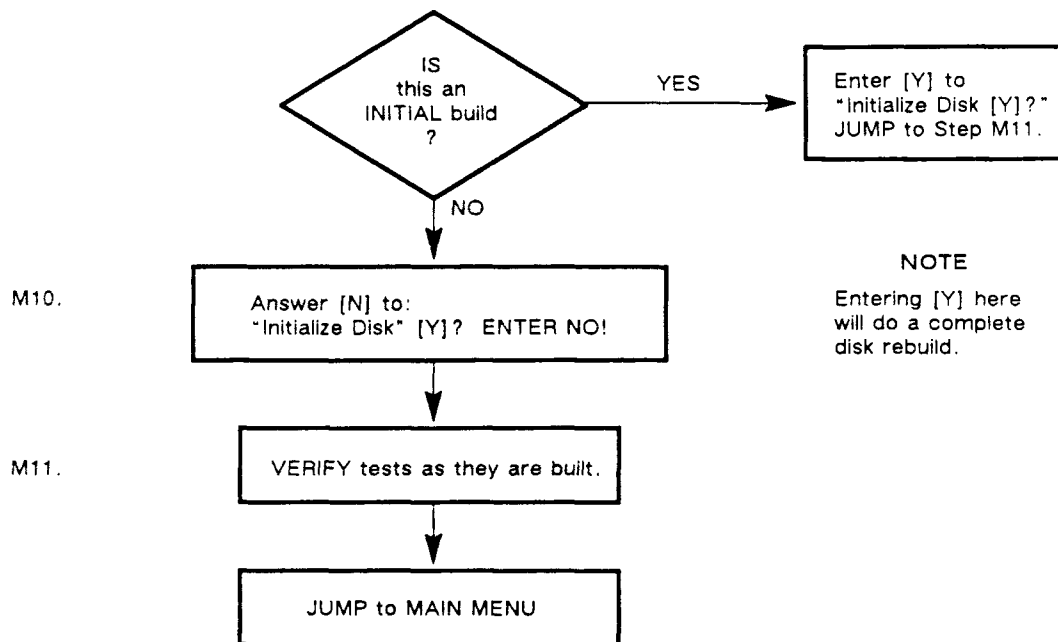 IS
this an
INITIAL build
?
YES
Enter [Y] to
"Initialize Disk [Y]?"
JUMP to Step M11.
NO
NOTE
Entering [Y] here
will do a complete
disk rebuild.
M10.
Answer [N] to:
"Initialize Disk" [Y]? ENTER NO!
M11.
VERIFY tests as they are built.
JUMP to MAIN MENU